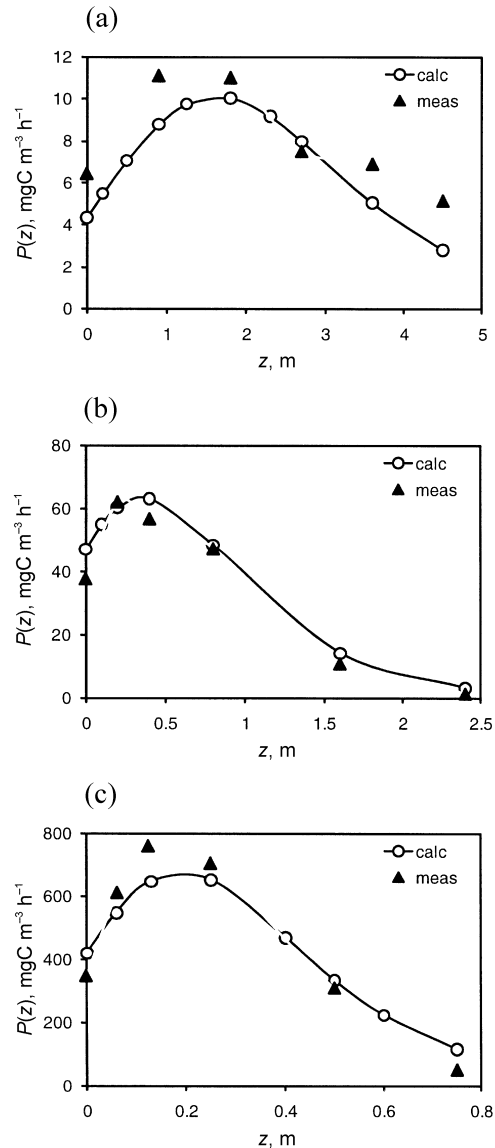 (a)
12
10
8
6
4
2
0
P(z), mgC m⁻³ h⁻¹
calc
meas
0 1 2 3 4 5
z, m
(b)
80
60
40
20
0
P(z), mgC m⁻³ h⁻¹
calc
meas
0 0.5 1 1.5 2 2.5
z, m
(c)
800
600
400
200
0
P(z), mgC m⁻³ h⁻¹
calc
meas
0 0.2 0.4 0.6 0.8
z, m